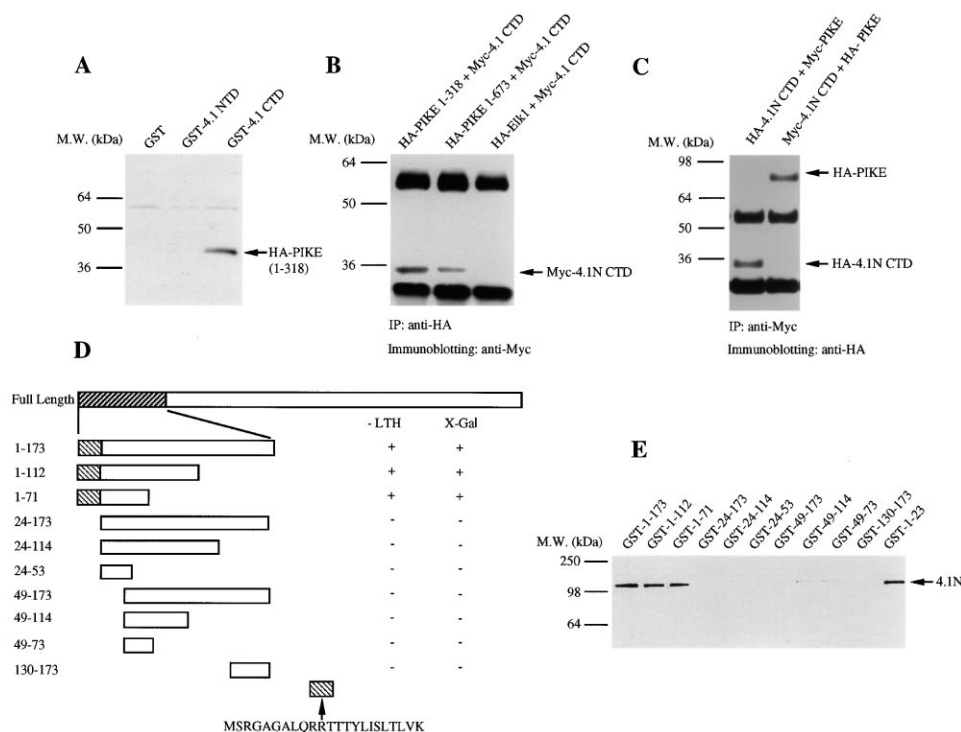 A
M.W. (kDa)
GST
GST-4.1 NTD
GST-4.1 CTD
64
50
36
HA-PIKE
(1-318)
B
M.W. (kDa)
HA-PIKE 1-318 + Myc-4.1 CTD
HA-PIKE 1-673 + Myc-4.1 CTD
HA-Elk1 + Myc-4.1 CTD
64
50
36
Myc-4.1N CTD
IP: anti-HA
Immunoblotting: anti-Myc
C
M.W. (kDa)
HA-4.1N CTD + Myc-PIKE
Myc-4.1N CTD + HA- PIKE
98
64
50
36
HA-PIKE
HA-4.1N CTD
IP: anti-Myc
Immunoblotting: anti-HA
D
Full Length
- LTH X-Gal
1-173 + +
1-112 + +
1-71 + +
24-173 - -
24-114 - -
24-53 - -
49-173 - -
49-114 - -
49-73 - -
130-173 - -
MSRGAGALQRRTTTYLISLTLVK
E
M.W. (kDa)
GST-1-173
GST-1-112
GST-1-71
GST-24-173
GST-24-114
GST-24-53
GST-49-173
GST-49-114
GST-49-73
GST-130-173
GST-1-23
250
98
64
4.1N